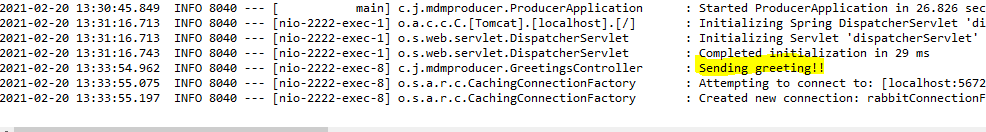 2021-02-20 13:30:45.849  INFO 8040 --- [           main] c.j.mdmproducer.ProducerApplication      : Started ProducerApplication in 26.826 sec
2021-02-20 13:31:16.713  INFO 8040 --- [nio-2222-exec-1] o.a.c.c.C.[Tomcat].[localhost].[/]       : Initializing Spring DispatcherServlet 'di
2021-02-20 13:31:16.713  INFO 8040 --- [nio-2222-exec-1] o.s.web.servlet.DispatcherServlet        : Initializing Servlet 'dispatcherServlet'
2021-02-20 13:31:16.743  INFO 8040 --- [nio-2222-exec-1] o.s.web.servlet.DispatcherServlet        : Completed initialization in 29 ms
2021-02-20 13:33:54.962  INFO 8040 --- [nio-2222-exec-8] c.j.mdmproducer.GreetingsController      : Sending greeting!!
2021-02-20 13:33:55.075  INFO 8040 --- [nio-2222-exec-8] o.s.a.r.c.CachingConnectionFactory       : Attempting to connect to: [localhost:5672
2021-02-20 13:33:55.197  INFO 8040 --- [nio-2222-exec-8] o.s.a.r.c.CachingConnectionFactory       : Created new connection: rabbitConnectionF